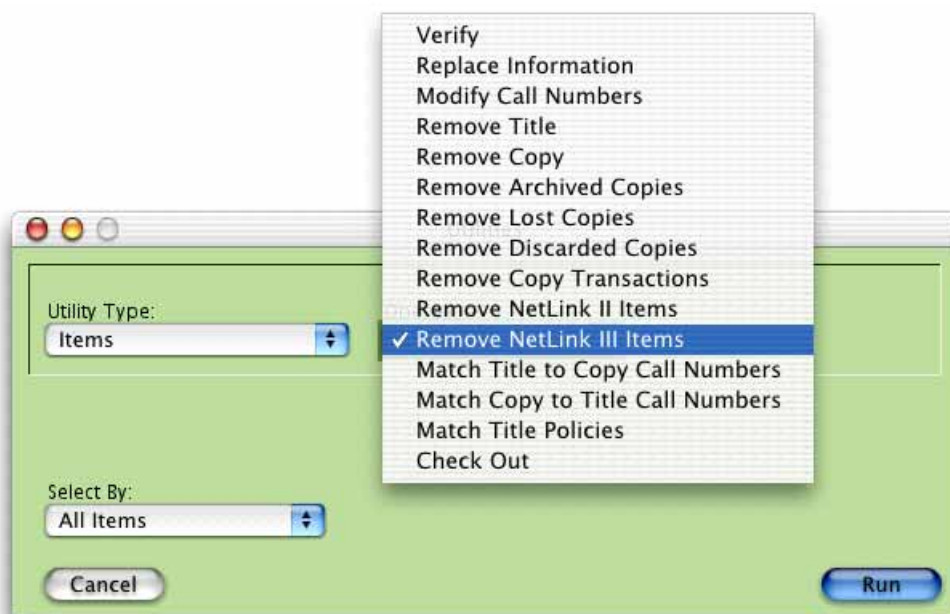 Verify
Replace Information
Modify Call Numbers
Remove Title
Remove Copy
Remove Archived Copies
Remove Lost Copies
Utilities
Remove Discarded Copies
Remove Copy Transactions
Remove NetLink II Items
✓ Remove NetLink III Items
Match Title to Copy Call Numbers
Match Copy to Title Call Numbers
Match Title Policies
Check Out
Utility Type:
Items
Select By:
All Items
Cancel
Run